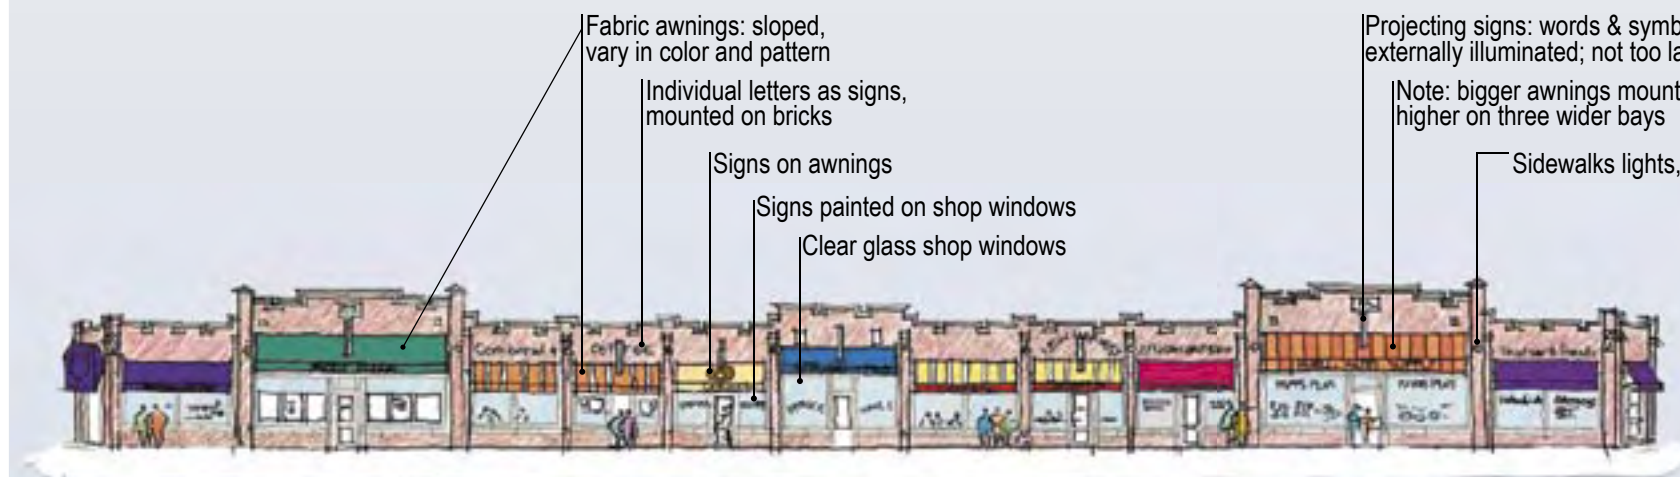 Fabric awnings: sloped,
vary in color and pattern
Individual letters as signs,
mounted on bricks
Signs on awnings
Signs painted on shop windows
Clear glass shop windows
Projecting signs: words & symb
externally illuminated; not too la
Note: bigger awnings mount
higher on three wider bays
Sidewalks lights,